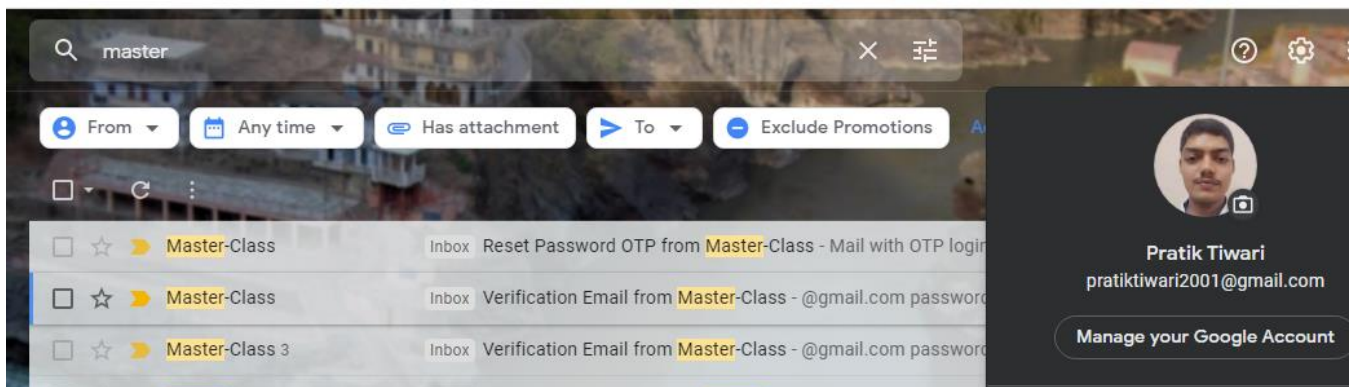 master
From
Any time
Has attachment
To
Exclude Promotions
Master-Class
Inbox
Reset Password OTP from Master-Class - Mail with OTP login
Master-Class
Inbox
Verification Email from Master-Class - @gmail.com
Master-Class 3
Inbox
Verification Email from Master-Class - @gmail.com
Pratik Tiwari
pratiktiwari2001@gmail.com
Manage your Google Account